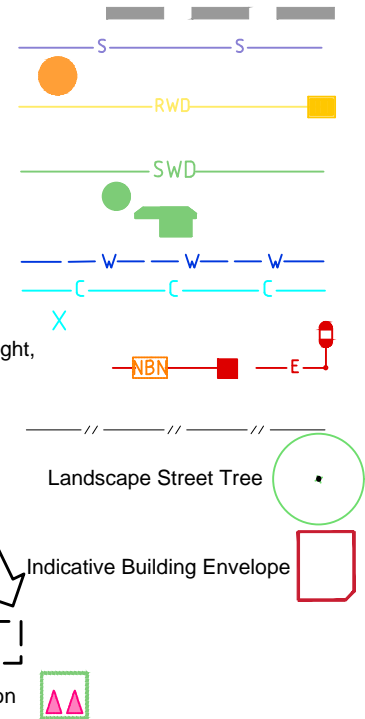 S S
RWD
SWD
W W W
C C C
X
ght,
NBN E
// // //
Landscape Street Tree
Indicative Building Envelope
on